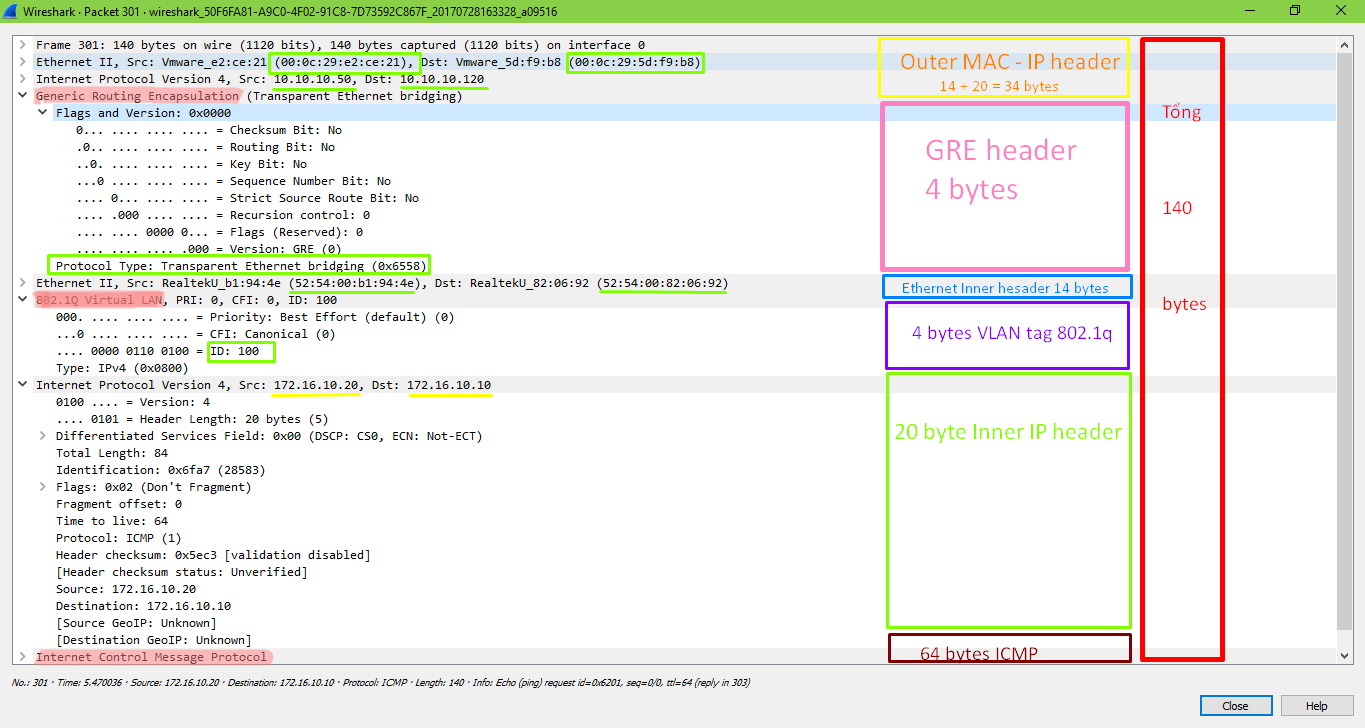 Wireshark · Packet 301 · wireshark_50F6FA81-A9C0-4F02-91C8-7D73592C867F_20170728163328_a09516
Frame 301: 140 bytes on wire (1120 bits), 140 bytes captured (1120 bits) on interface 0
Ethernet II, Src: Vmware_e2:ce:21 (00:0c:29:e2:ce:21), Dst: Vmware_5d:f9:b8 (00:0c:29:5d:f9:b8)
Internet Protocol Version 4, Src: 10.10.10.50, Dst: 10.10.10.120
Generic Routing Encapsulation (Transparent Ethernet bridging)
Flags and Version: 0x0000
0... .... .... .... = Checksum Bit: No
.0.. .... .... .... = Routing Bit: No
..0. .... .... .... = Key Bit: No
...0 .... .... .... = Sequence Number Bit: No
.... 0... .... .... = Strict Source Route Bit: No
.... .000 .... .... = Recursion control: 0
.... .... 0000 0... = Flags (Reserved): 0
.... .... .... .000 = Version: GRE (0)
Protocol Type: Transparent Ethernet bridging (0x6558)
Ethernet II, Src: RealtekU_b1:94:4e (52:54:00:b1:94:4e), Dst: RealtekU_82:06:92 (52:54:00:82:06:92)
802.1Q Virtual LAN, PRI: 0, CFI: 0, ID: 100
000. .... .... .... = Priority: Best Effort (default) (0)
...0 .... .... .... = CFI: Canonical (0)
.... 0000 0110 0100 = ID: 100
Type: IPv4 (0x0800)
Internet Protocol Version 4, Src: 172.16.10.20, Dst: 172.16.10.10
0100 .... = Version: 4
.... 0101 = Header Length: 20 bytes (5)
Differentiated Services Field: 0x00 (DSCP: CS0, ECN: Not-ECT)
Total Length: 84
Identification: 0x6fa7 (28583)
Flags: 0x02 (Don't Fragment)
Fragment offset: 0
Time to live: 64
Protocol: ICMP (1)
Header checksum: 0x5ec3 [validation disabled]
[Header checksum status: Unverified]
Source: 172.16.10.20
Destination: 172.16.10.10
[Source GeoIP: Unknown]
[Destination GeoIP: Unknown]
Internet Control Message Protocol
Outer MAC - IP header
14 + 20 = 34 bytes
GRE header
4 bytes
Ethernet Inner hesader 14 bytes
4 bytes VLAN tag 802.1q
20 byte Inner IP header
64 bytes ICMP
Tổng
140
bytes
No.: 301 · Time: 5.470036 · Source: 172.16.10.20 · Destination: 172.16.10.10 · Protocol: ICMP · Length: 140 · Info: Echo (ping) request id=0x6201, seq=0/0, ttl=64 (reply in 303)
Close
Help